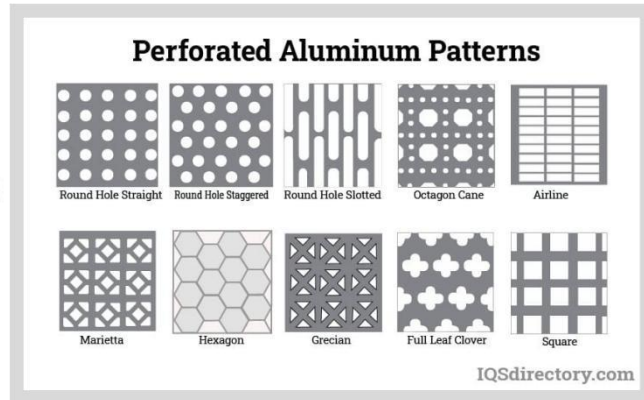 Perforated Aluminum Patterns
Round Hole Straight
Round Hole Staggered
Round Hole Slotted
Octagon Cane
Airline
Marietta
Hexagon
Grecian
Full Leaf Clover
Square
IQSdirectory.com